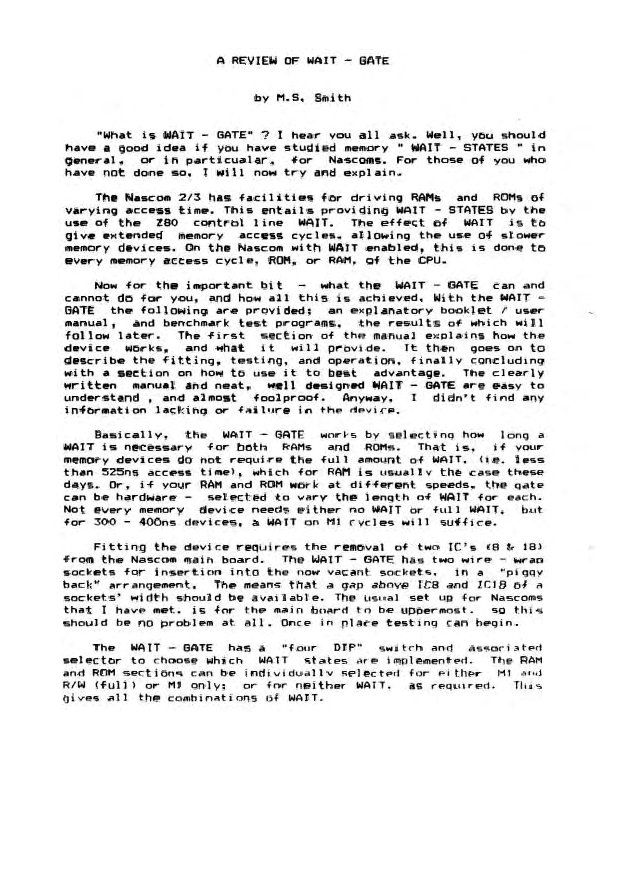 A REVIEW OF WAIT - GATE
by M.S. Smith
"What is WAIT - GATE" ? I hear you all ask. Well, you should
have a good idea if you have studied memory " WAIT - STATES " in
general, or in particualar, for Nascoms. For those of you who
have not done so, I will now try and explain.
The Nascom 2/3 has facilities for driving RAMs and ROMs of
varying access time. This entails providing WAIT - STATES by the
use of the Z80 control line WAIT. The effect of WAIT is to
give extended memory access cycles, allowing the use of slower
memory devices. On the Nascom with WAIT enabled, this is done to
every memory access cycle, ROM, or RAM, of the CPU.
Now for the important bit - what the WAIT - GATE can and
cannot do for you, and how all this is achieved. With the WAIT -
GATE the following are provided; an explanatory booklet / user
manual, and benchmark test programs, the results of which will
follow later. The first section of the manual explains how the
device works, and what it will provide. It then goes on to
describe the fitting, testing, and operation, finally concluding
with a section on how to use it to best advantage. The clearly
written manual and neat, well designed WAIT - GATE are easy to
understand , and almost foolproof. Anyway, I didn't find any
information lacking or failure in the device.
Basically, the WAIT - GATE works by selecting how long a
WAIT is necessary for both RAMs and ROMs. That is, if your
memory devices do not require the full amount of WAIT, (ie. less
than 525ns access time), which for RAM is usually the case these
days. Or, if your RAM and ROM work at different speeds, the gate
can be hardware - selected to vary the length of WAIT for each.
Not every memory device needs either no WAIT or full WAIT, but
for 300 - 400ns devices, a WAIT on M1 cycles will suffice.
Fitting the device requires the removal of two IC's (8 & 18)
from the Nascom main board. The WAIT - GATE has two wire - wrap
sockets for insertion into the now vacant sockets, in a "piggy
back" arrangement. The means that a gap above IC8 and IC18 of a
sockets' width should be available. The usual set up for Nascoms
that I have met, is for the main board to be uppermost, so this
should be no problem at all. Once in place testing can begin.
The WAIT - GATE has a "four DIP" switch and associated
selector to choose which WAIT states are implemented. The RAM
and ROM sections can be individually selected for either M1 and
R/W (full) or M1 only; or for neither WAIT, as required. This
gives all the combinations of WAIT.